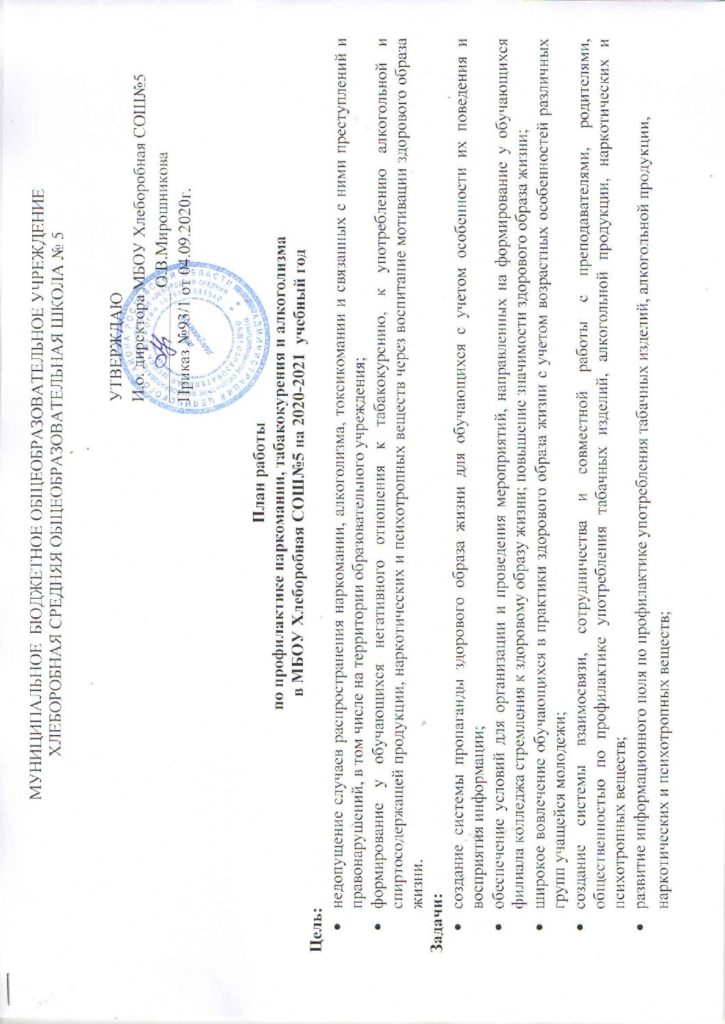 МУНИЦИПАЛЬНОЕ БЮДЖЕТНОЕ ОБЩЕОБРАЗОВАТЕЛЬНОЕ УЧРЕЖДЕНИЕ
ХЛЕБОРОБНАЯ СРЕДНЯЯ ОБЩЕОБРАЗОВАТЕЛЬНАЯ ШКОЛА № 5
УТВЕРЖДАЮ
И.о. директора МБОУ Хлеборобная СОШ№5
О.В.Мирошникова
Приказ №93/1 от 04.09.2020г.
План работы
по профилактике наркомании, табакокурения и алкоголизма
в МБОУ Хлеборобная СОШ№5 на 2020-2021 учебный год
Цель:
• недопущение случаев распространения наркомании, алкоголизма, токсикомании и связанных с ними преступлений и
правонарушений, в том числе на территории образовательного учреждения;
• формирование у обучающихся негативного отношения к табакокурению, к употреблению алкогольной и
спиртосодержащей продукции, наркотических и психотропных веществ через воспитание мотивации здорового образа
жизни.
Задачи:
• создание системы пропаганды здорового образа жизни для обучающихся с учетом особенности их поведения и
восприятия информации;
• обеспечение условий для организации и проведения мероприятий, направленных на формирование у обучающихся
филиала колледжа стремления к здоровому образу жизни; повышение значимости здорового образа жизни;
• широкое вовлечение обучающихся в практики здорового образа жизни с учетом возрастных особенностей различных
групп учащейся молодежи;
• создание системы взаимосвязи, сотрудничества и совместной работы с преподавателями, родителями,
общественностью по профилактике употребления табачных изделий, алкогольной продукции, наркотических и
психотропных веществ;
• развитие информационного поля по профилактике употребления табачных изделий, алкогольной продукции,
наркотических и психотропных веществ;